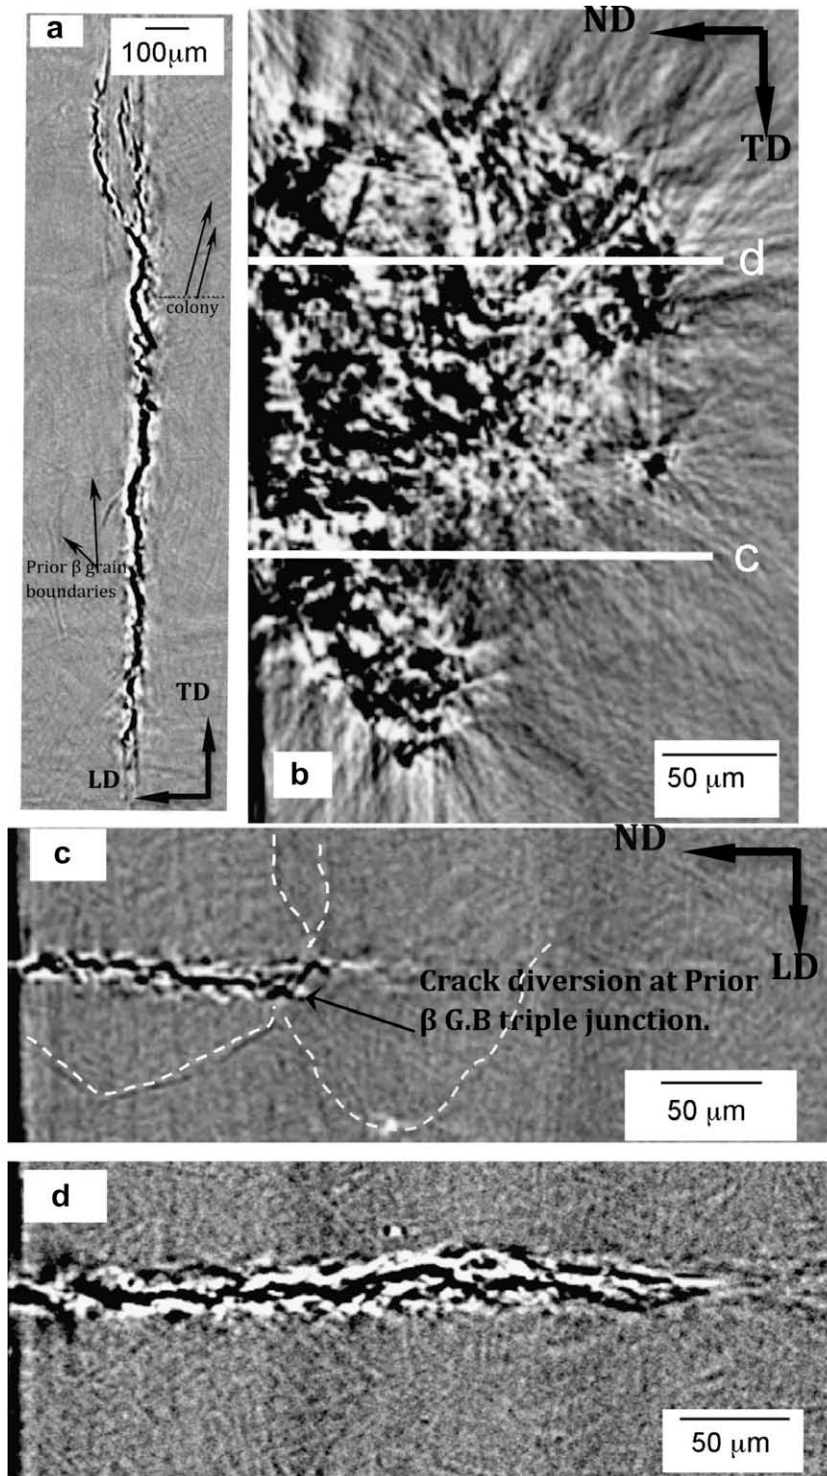 a
100μm
colony
Prior β grain
boundaries
TD
LD
ND
TD
d
c
b
50 μm
c
ND
LD
Crack diversion at Prior
β G.B triple junction.
50 μm
d
50 μm